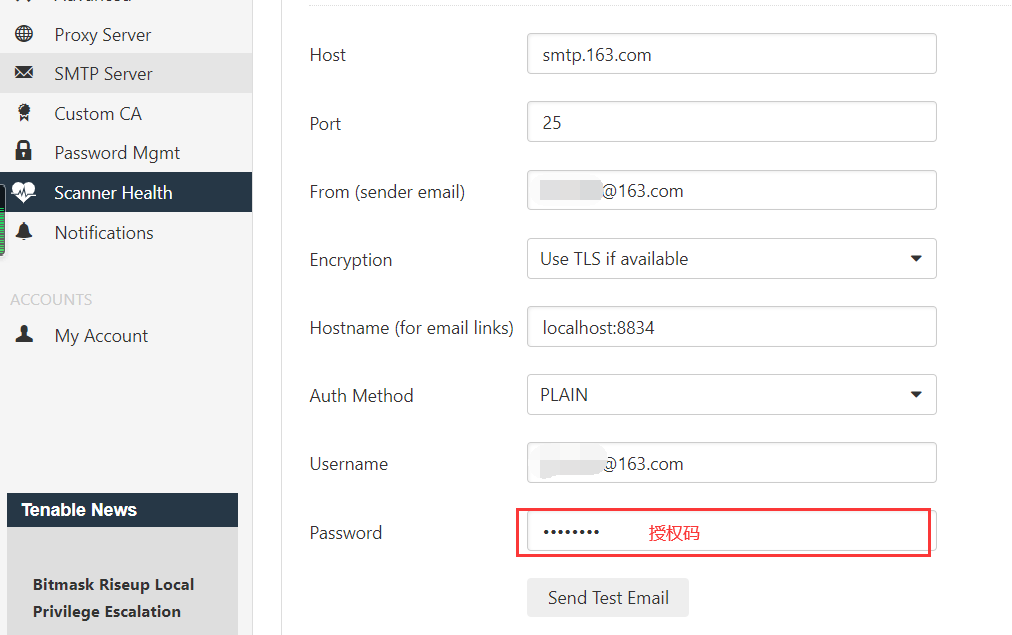 Proxy Server
SMTP Server
Custom CA
Password Mgmt
Scanner Health
Notifications
ACCOUNTS
My Account
Tenable News
Bitmask Riseup Local
Privilege Escalation
Host
smtp.163.com
Port
25
From (sender email)
@163.com
Encryption
Use TLS if available
Hostname (for email links)
localhost:8834
Auth Method
PLAIN
Username
@163.com
Password
•••••••• 授权码
Send Test Email